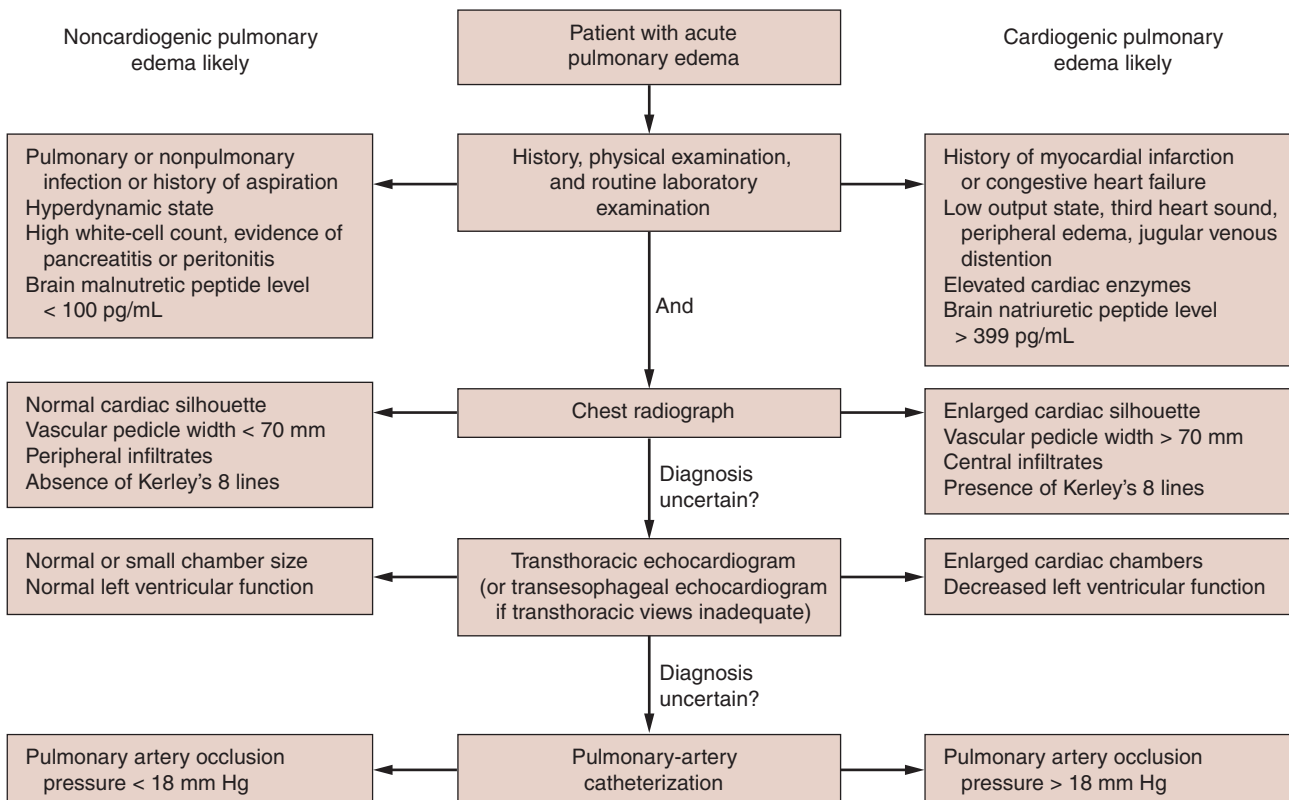 Noncardiogenic pulmonary
edema likely
Patient with acute
pulmonary edema
Cardiogenic pulmonary
edema likely
Pulmonary or nonpulmonary
infection or history of aspiration
Hyperdynamic state
High white-cell count, evidence of
pancreatitis or peritonitis
Brain malnutretic peptide level
< 100 pg/mL
History, physical examination,
and routine laboratory
examination
History of myocardial infarction
or congestive heart failure
Low output state, third heart sound,
peripheral edema, jugular venous
distention
Elevated cardiac enzymes
Brain natriuretic peptide level
> 399 pg/mL
And
Normal cardiac silhouette
Vascular pedicle width < 70 mm
Peripheral infiltrates
Absence of Kerley's 8 lines
Chest radiograph
Enlarged cardiac silhouette
Vascular pedicle width > 70 mm
Central infiltrates
Presence of Kerley's 8 lines
Diagnosis
uncertain?
Normal or small chamber size
Normal left ventricular function
Transthoracic echocardiogram
(or transesophageal echocardiogram
if transthoracic views inadequate)
Enlarged cardiac chambers
Decreased left ventricular function
Diagnosis
uncertain?
Pulmonary artery occlusion
pressure < 18 mm Hg
Pulmonary-artery
catheterization
Pulmonary artery occlusion
pressure > 18 mm Hg